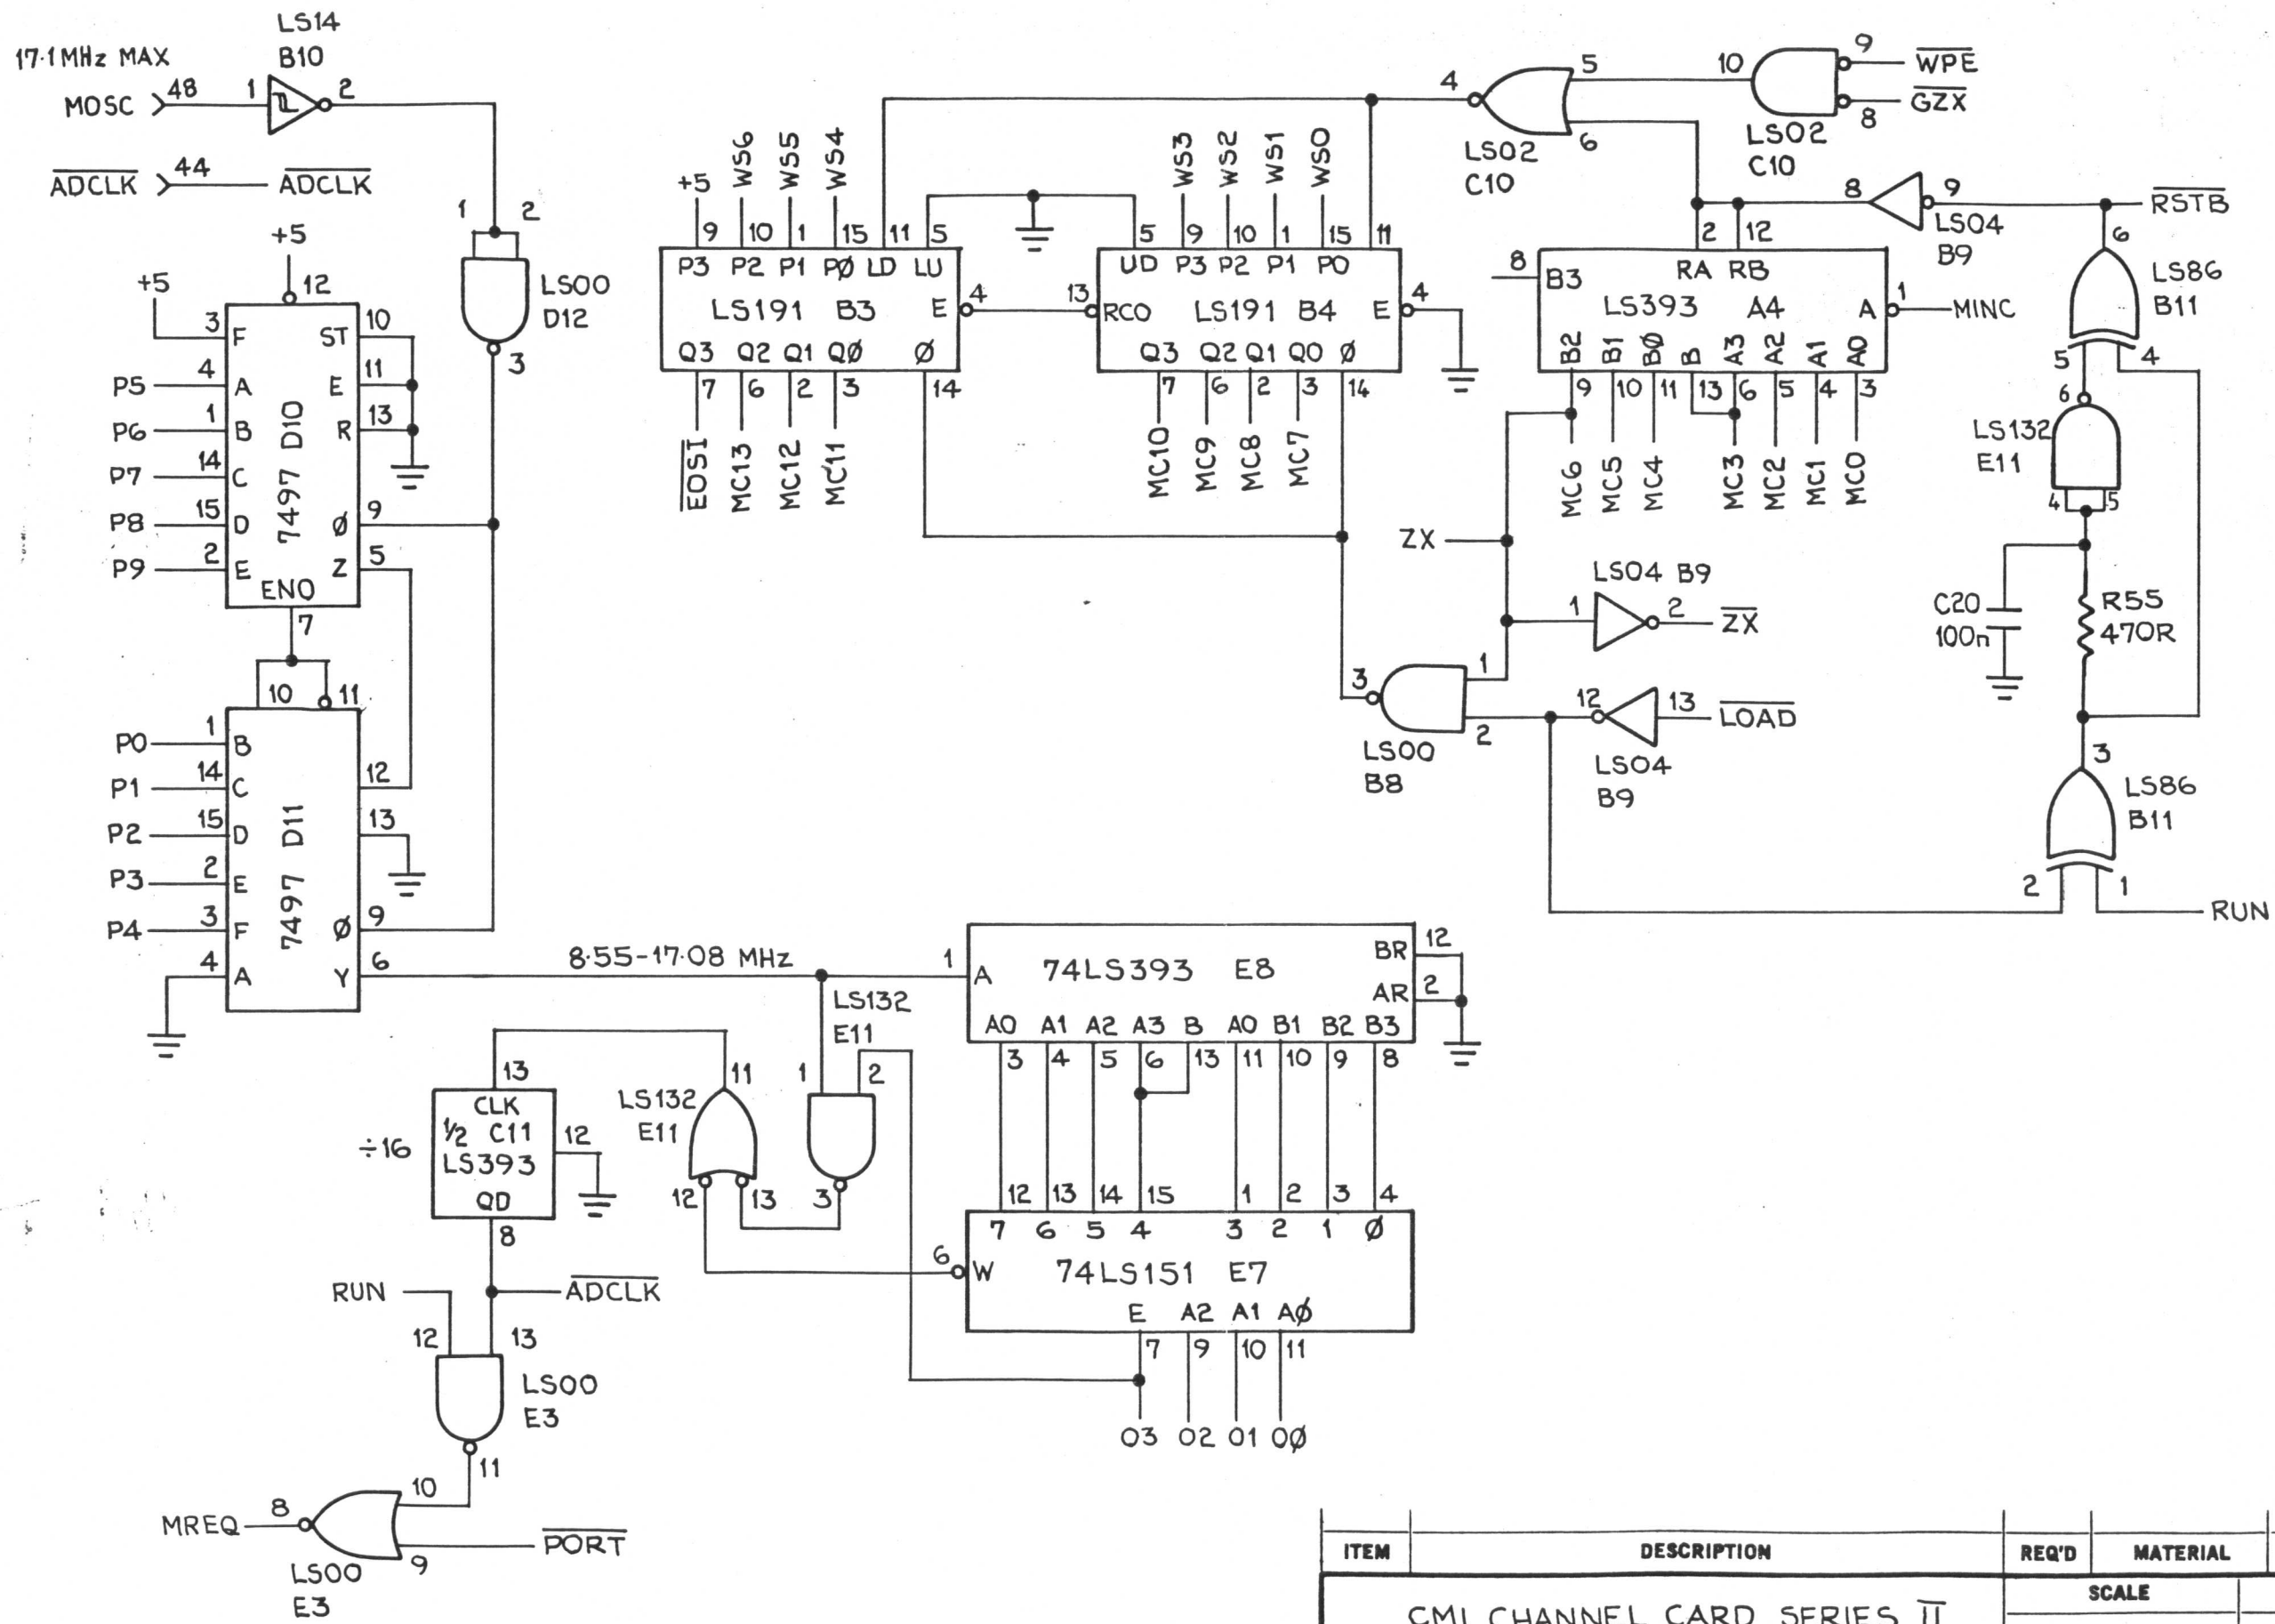 17.1MHz MAX
LS14
B10
MOSC
48
1
2
ADCLK
44
ADCLK
1
2
LS00
D12
3
+5
12
+5
3
F
ST
10
P5
4
A
E
11
P6
1
B
R
13
P7
14
C
P8
15
D
Ø
9
P9
2
E
Z
5
7497 D10
ENO
7
10
11
P0
1
B
P1
14
C
12
P2
15
D
13
P3
2
E
P4
3
F
Ø
9
4
A
Y
6
7497 D11
8.55-17.08 MHz
+5
WS6
WS5
WS4
9
10
1
15
11
5
P3
P2
P1
PØ
LD
LU
LS191
B3
E
4
Q3
Q2
Q1
QØ
Ø
7
6
2
3
14
EOSI
MC13
MC12
MC11
WS3
WS2
WS1
WS0
5
9
10
1
15
11
UD
P3
P2
P1
PO
13
RCO
LS191
B4
E
4
Q3
Q2
Q1
Q0
Ø
7
6
2
3
14
MC10
MC9
MC8
MC7
4
5
6
LS02
C10
10
9
WPE
8
GZX
LS02
C10
8
9
LS04
B9
RSTB
2
12
8
B3
RA
RB
LS393
A4
A
1
MINC
B2
B1
BØ
B
A3
A2
A1
A0
9
10
11
13
6
5
4
3
MC6
MC5
MC4
MC3
MC2
MC1
MC0
6
LS86
B11
5
4
6
LS132
E11
4
5
C20
100n
R55
470R
3
LS86
B11
2
1
RUN
ZX
LS04 B9
1
2
ZX
3
1
2
LS00
B8
12
13
LOAD
LS04
B9
1
A
74LS393
E8
BR
12
AR
2
A0
A1
A2
A3
B
A0
B1
B2
B3
3
4
5
6
13
11
10
9
8
LS132
E11
1
2
3
LS132
E11
11
12
13
13
CLK
½
C11
LS393
QD
12
÷16
8
12
13
14
15
1
2
3
4
7
6
5
4
3
2
1
Ø
6
W
74LS151
E7
E
A2
A1
AØ
7
9
10
11
03
02
01
0Ø
RUN
ADCLK
12
13
LS00
E3
11
MREQ
8
10
9
PORT
LS00
E3
ITEM
DESCRIPTION
REQ'D
MATERIAL
SCALE
CMI CHANNEL CARD SERIES II